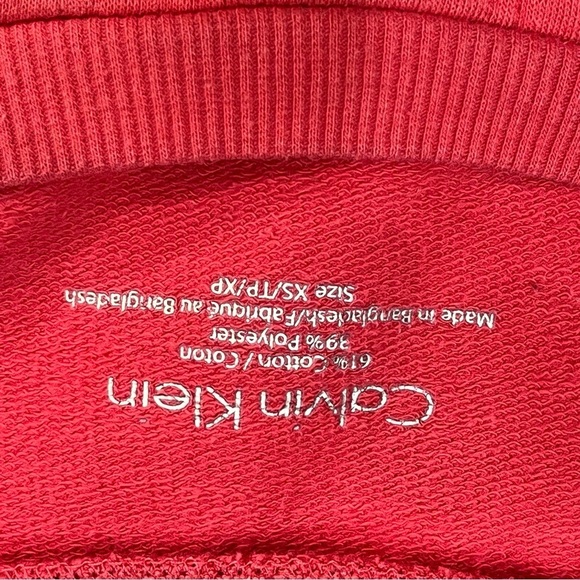 Calvin Klein
61% Cotton / Coton
39% Polyester
Made in Bangladesh/Fabriqué au Bangladesh
Size XS/TP/XP